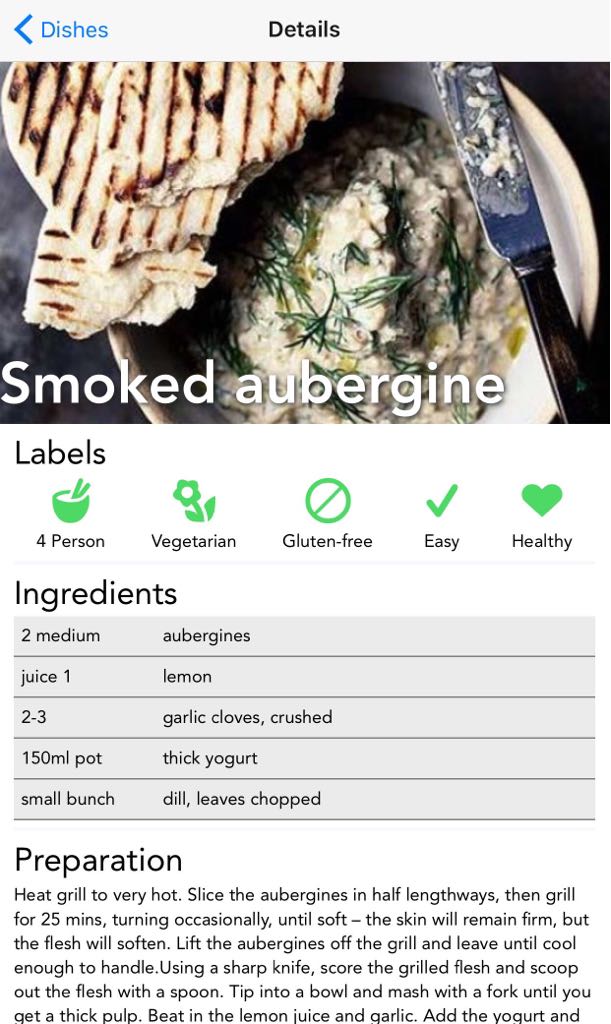 Dishes
Details
Smoked aubergine
Labels
4 Person
Vegetarian
Gluten-free
Easy
Healthy
Ingredients
2 medium aubergines
juice 1 lemon
2-3 garlic cloves, crushed
150ml pot thick yogurt
small bunch dill, leaves chopped
Preparation
Heat grill to very hot. Slice the aubergines in half lengthways, then grill
for 25 mins, turning occasionally, until soft – the skin will remain firm, but
the flesh will soften. Lift the aubergines off the grill and leave until cool
enough to handle.Using a sharp knife, score the grilled flesh and scoop
out the flesh with a spoon. Tip into a bowl and mash with a fork until you
get a thick pulp. Beat in the lemon juice and garlic. Add the yogurt and